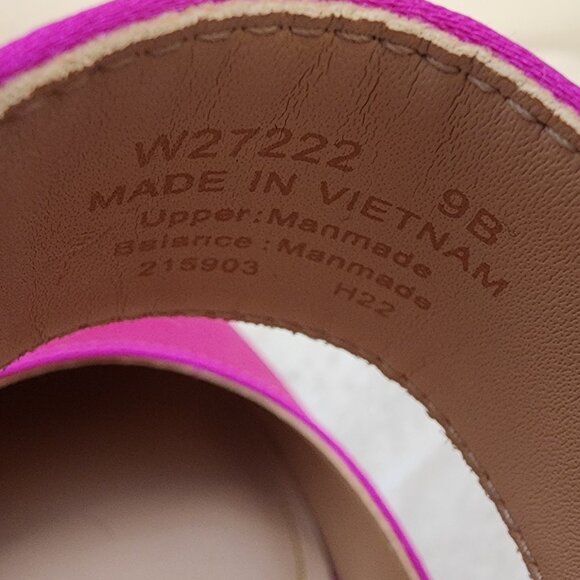 W27222 9B
MADE IN VIETNAM
Upper: Manmade
Balance: Manmade
215903 H22